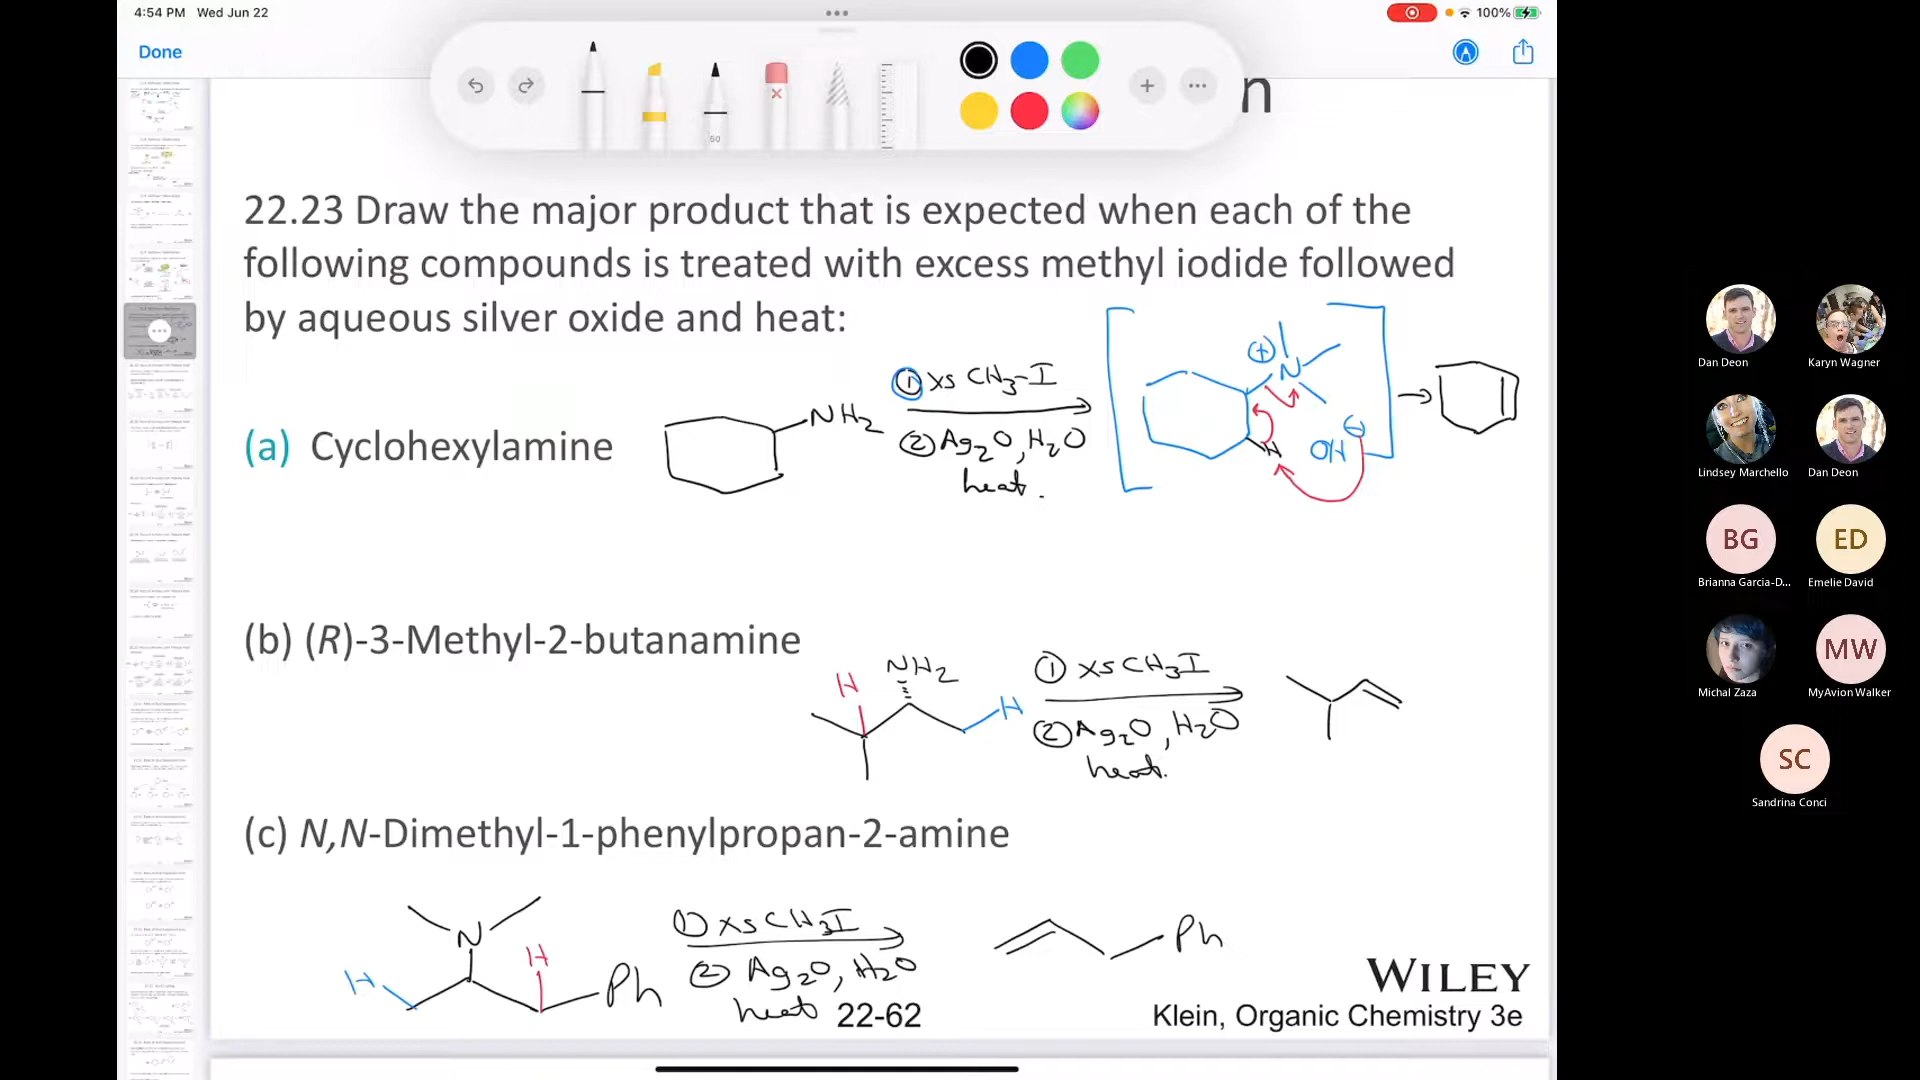 4:54 PM Wed Jun 22
100%
Done
50
n
22.23 Draw the major product that is expected when each of the
following compounds is treated with excess methyl iodide followed
by aqueous silver oxide and heat:
(a) Cyclohexylamine
NH2
① xs CH3-I
② Ag2O, H2O
heat.
⊕
N
H
OH ⊖
(b) (R)-3-Methyl-2-butanamine
H
NH2
H
① xs CH3I
② Ag2O, H2O
heat.
(c) N,N-Dimethyl-1-phenylpropan-2-amine
N
H
H
Ph
① xs CH3I
② Ag2O, H2O
heat
Ph
22-62
WILEY
Klein, Organic Chemistry 3e
Dan Deon
Karyn Wagner
Lindsey Marchello
Dan Deon
BG
ED
Brianna Garcia-D...
Emelie David
MW
Michal Zaza
MyAvion Walker
SC
Sandrina Conci